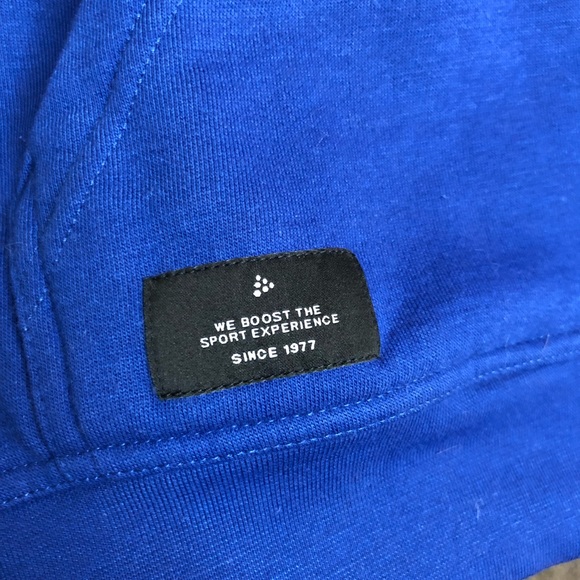 WE BOOST THE
SPORT EXPERIENCE
SINCE 1977